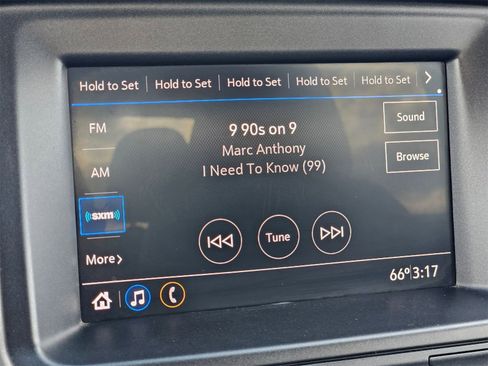 Hold to Set Hold to Set Hold to Set Hold to Set Hold to Set >
FM
9 90s on 9
Sound
Marc Anthony
AM
I Need To Know (99)
Browse
((sxm))
Tune
More >
66° 3:17